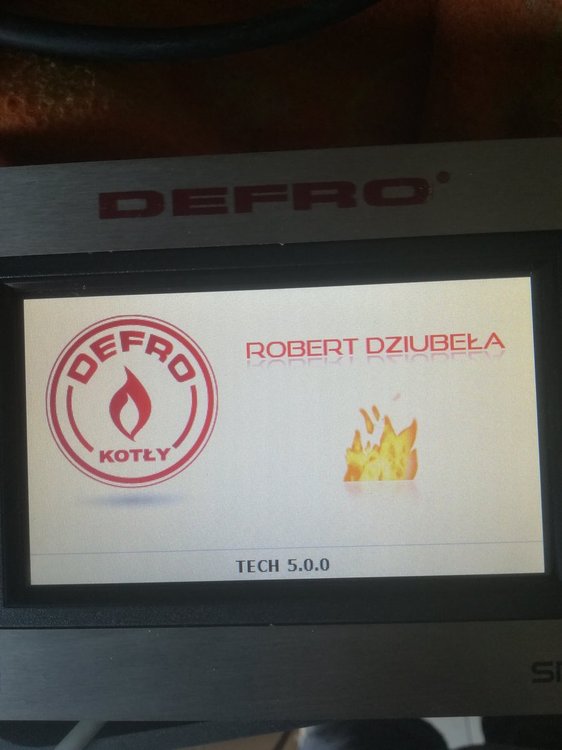 DEFRO®
DEFRO
KOTŁY
ROBERT DZIUBEŁA
TECH 5.0.0